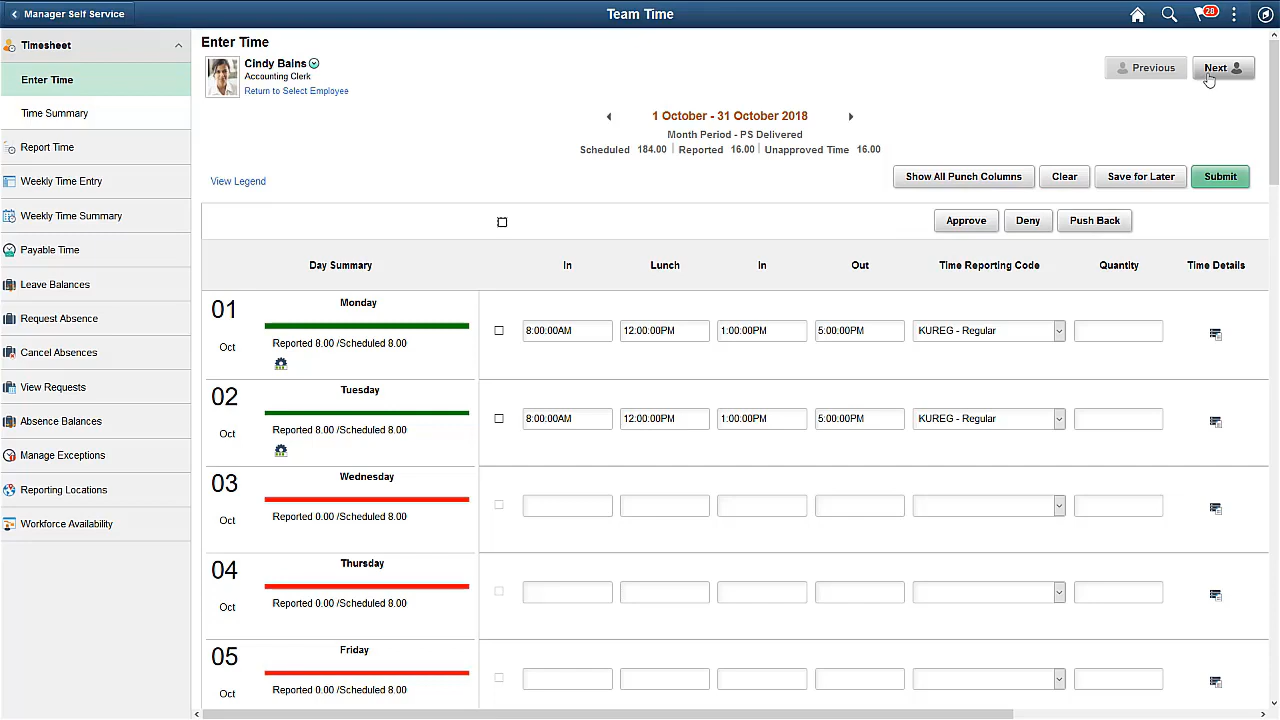 Manager Self Service
Team Time
28
Timesheet
Enter Time
Time Summary
Report Time
Weekly Time Entry
Weekly Time Summary
Payable Time
Leave Balances
Request Absence
Cancel Absences
View Requests
Absence Balances
Manage Exceptions
Reporting Locations
Workforce Availability
Enter Time
Cindy Bains
Accounting Clerk
Return to Select Employee
Previous
Next
1 October - 31 October 2018
Month Period - PS Delivered
Scheduled 184.00 | Reported 16.00 | Unapproved Time 16.00
View Legend
Show All Punch Columns
Clear
Save for Later
Submit
Approve
Deny
Push Back
Day Summary In Lunch In Out Time Reporting Code Quantity Time Details
01 Monday
Oct Reported 8.00 /Scheduled 8.00
8:00:00AM 12:00:00PM 1:00:00PM 5:00:00PM KUREG - Regular
02 Tuesday
Oct Reported 8.00 /Scheduled 8.00
8:00:00AM 12:00:00PM 1:00:00PM 5:00:00PM KUREG - Regular
03 Wednesday
Oct Reported 0.00 /Scheduled 8.00
04 Thursday
Oct Reported 0.00 /Scheduled 8.00
05 Friday
Oct Reported 0.00 /Scheduled 8.00